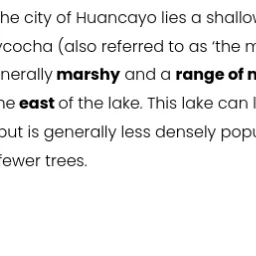 he city of Huancayo lies a shallo
ycocha (also referred to as ‘the m
nerally marshy and a range of
he east of the lake. This lake can
but is generally less densely popu
fewer trees.